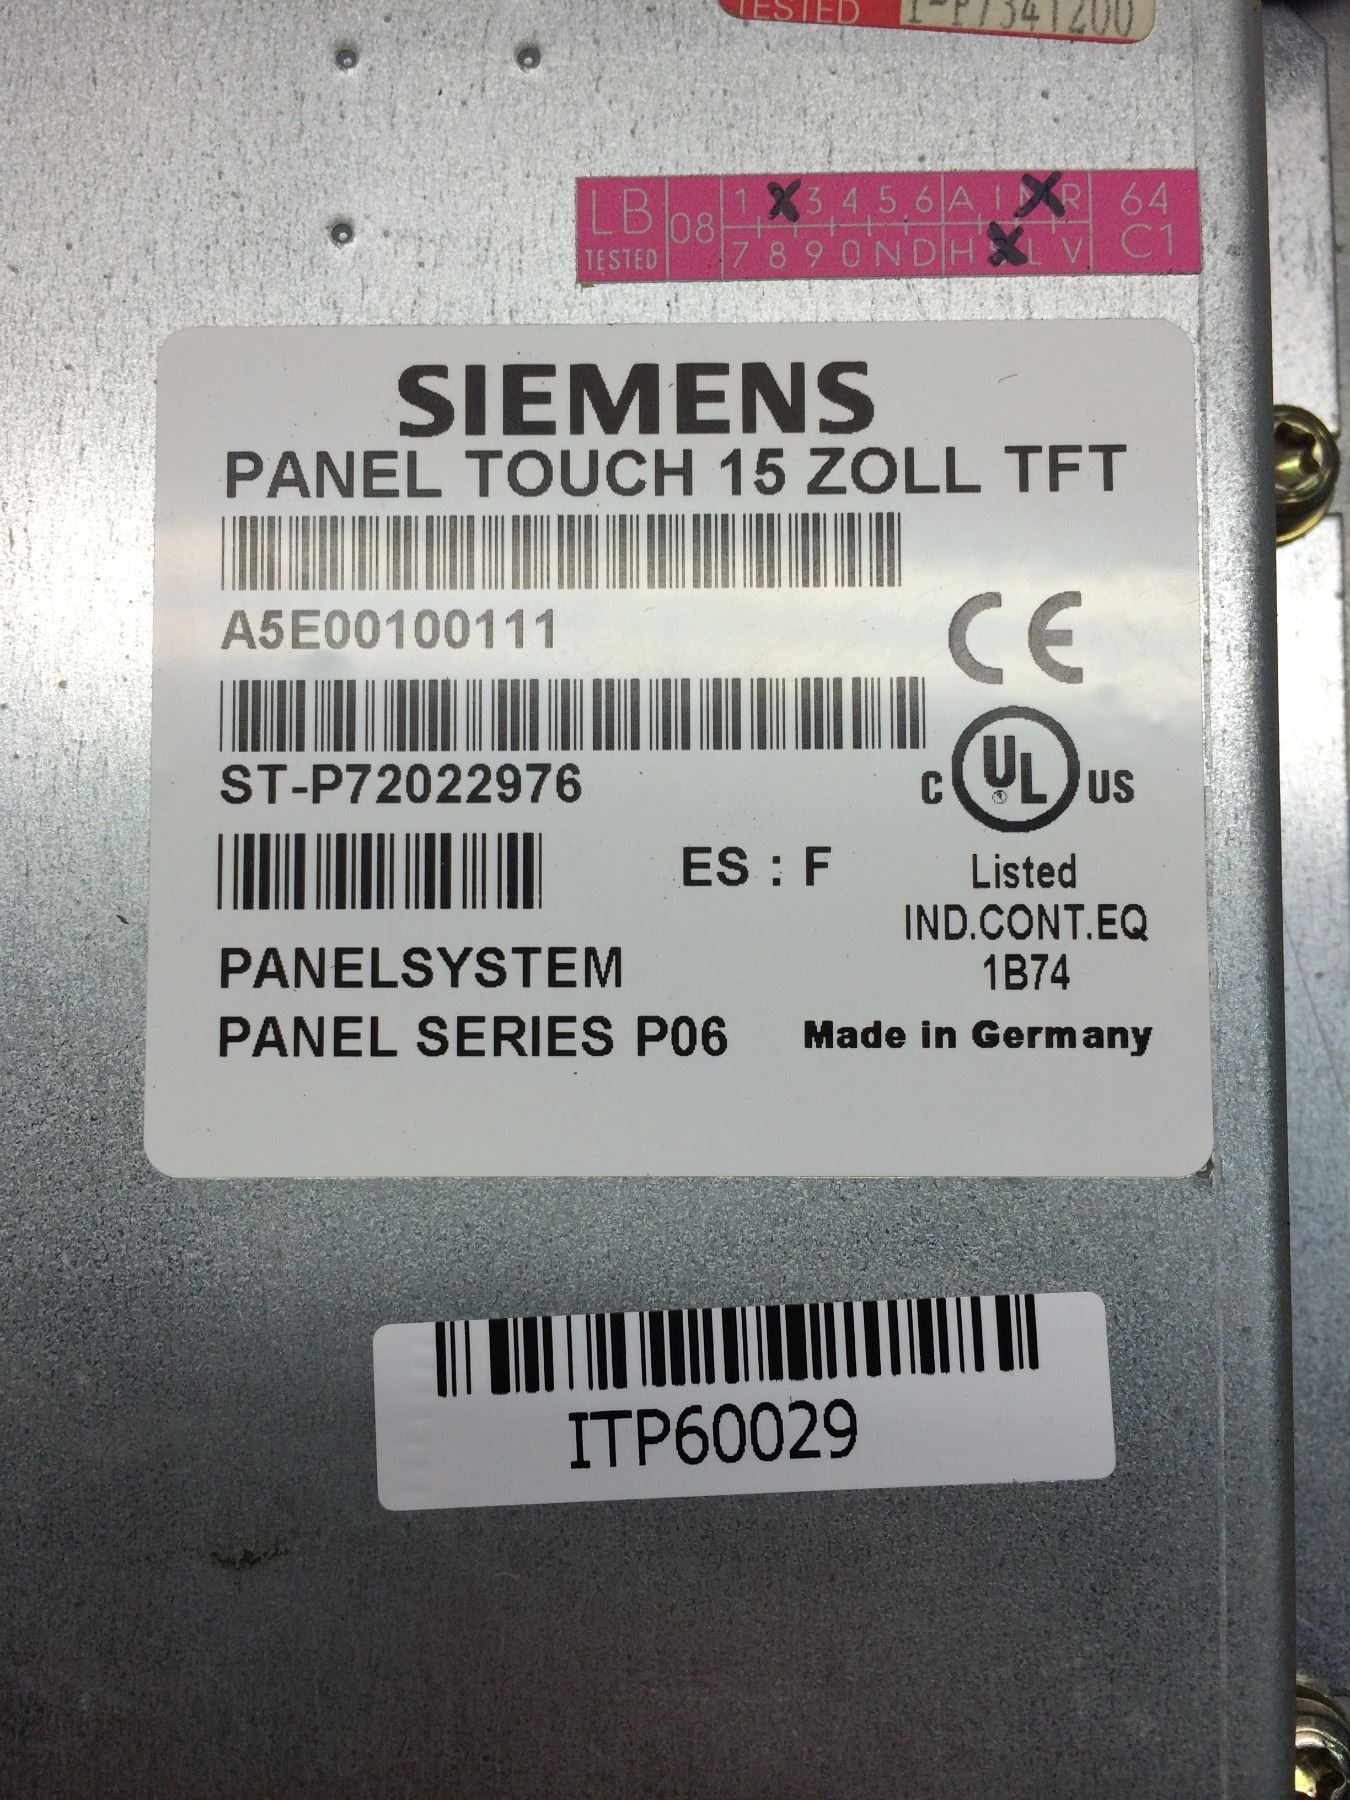 TESTED
LB 08 1 3 4 5 6 A I R 64
TESTED 7 8 9 0 N D H L V C1
SIEMENS
PANEL TOUCH 15 ZOLL TFT
A5E00100111
CE
ST-P72022976
C UL US
ES : F
Listed
IND.CONT.EQ
1B74
PANELSYSTEM
PANEL SERIES P06
Made in Germany
ITP60029